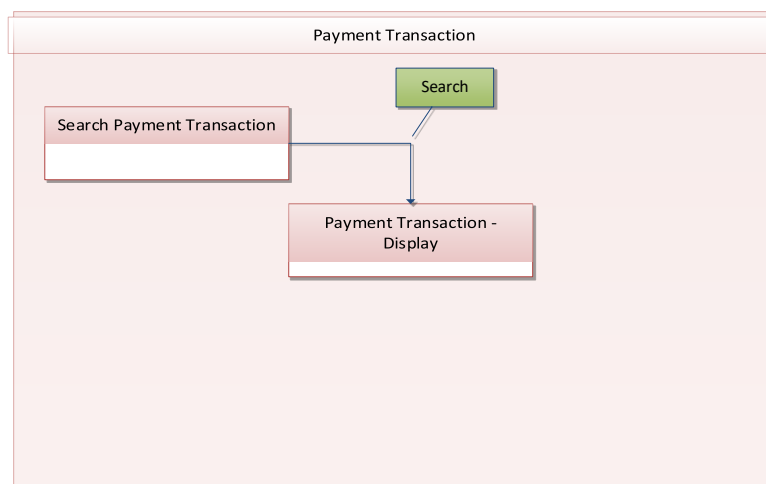 Payment Transaction
Search
Search Payment Transaction
Payment Transaction -
Display